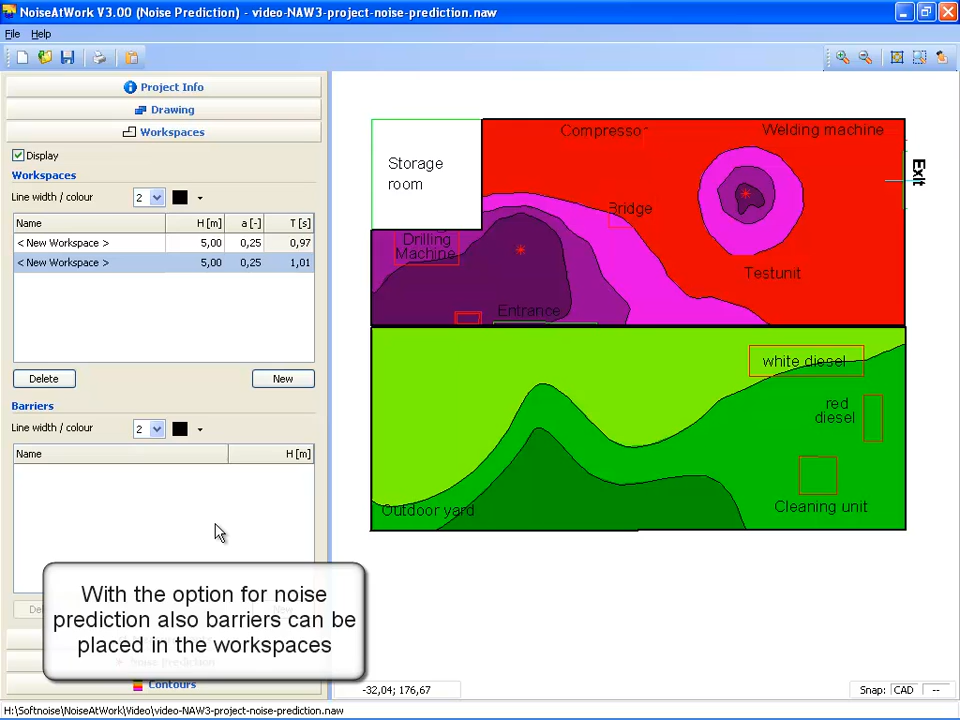 NoiseAtWork V3.00 (Noise Prediction) - video-NAW3-project-noise-prediction.naw
File Help
Project Info
Drawing
Workspaces
Display
Workspaces
Line width / colour 2
Name H [m] a [-] T [s]
< New Workspace > 5,00 0,25 0,97
< New Workspace > 5,00 0,25 1,01
Delete New
Barriers
Line width / colour 2
Name H [m]
With the option for noise
prediction also barriers can be
placed in the workspaces
Contours
Compressor
Welding machine
Storage
room
Exit
Bridge
Drilling
Machine
Testunit
Entrance
white diesel
red
diesel
Cleaning unit
Outdoor yard
-32,04; 176,67
Snap: CAD --
H:\Softnoise\NoiseAtWork\Video\video-NAW3-project-noise-prediction.naw